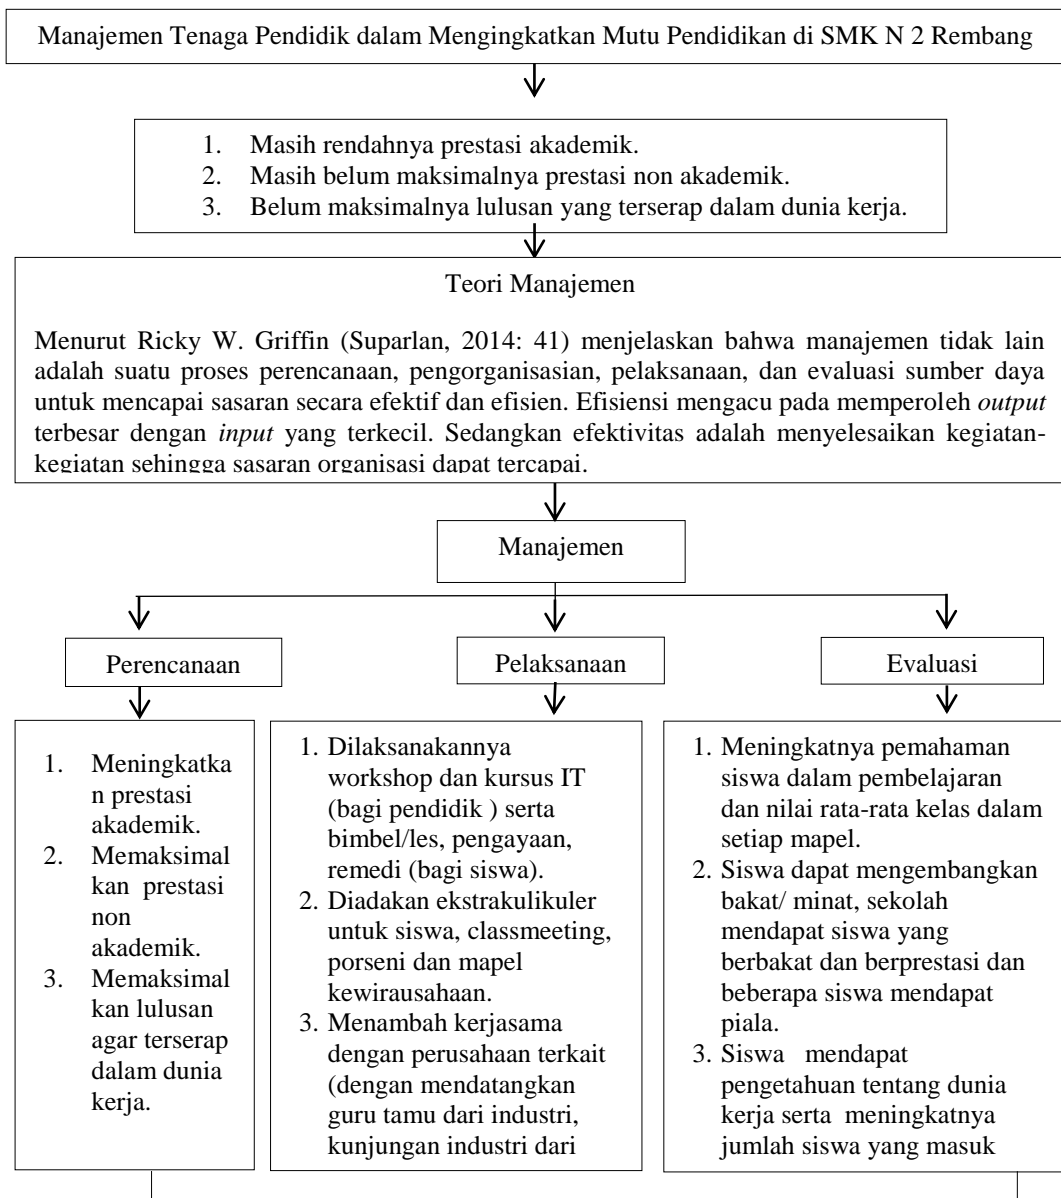 Manajemen Tenaga Pendidik dalam Mengingkatkan Mutu Pendidikan di SMK N 2 Rembang
1. Masih rendahnya prestasi akademik.
2. Masih belum maksimalnya prestasi non akademik.
3. Belum maksimalnya lulusan yang terserap dalam dunia kerja.
Teori Manajemen
Menurut Ricky W. Griffin (Suparlan, 2014: 41) menjelaskan bahwa manajemen tidak lain
adalah suatu proses perencanaan, pengorganisasian, pelaksanaan, dan evaluasi sumber daya
untuk mencapai sasaran secara efektif dan efisien. Efisiensi mengacu pada memperoleh output
terbesar dengan input yang terkecil. Sedangkan efektivitas adalah menyelesaikan kegiatan-
kegiatan sehingga sasaran organisasi dapat tercapai.
Manajemen
Perencanaan
Pelaksanaan
Evaluasi
1. Meningkatka
n prestasi
akademik.
2. Memaksimal
kan prestasi
non
akademik.
3. Memaksimal
kan lulusan
agar terserap
dalam dunia
kerja.
1. Dilaksanakannya
workshop dan kursus IT
(bagi pendidik ) serta
bimbel/les, pengayaan,
remedi (bagi siswa).
2. Diadakan ekstrakulikuler
untuk siswa, classmeeting,
porseni dan mapel
kewirausahaan.
3. Menambah kerjasama
dengan perusahaan terkait
(dengan mendatangkan
guru tamu dari industri,
kunjungan industri dari
1. Meningkatnya pemahaman
siswa dalam pembelajaran
dan nilai rata-rata kelas dalam
setiap mapel.
2. Siswa dapat mengembangkan
bakat/ minat, sekolah
mendapat siswa yang
berbakat dan berprestasi dan
beberapa siswa mendapat
piala.
3. Siswa mendapat
pengetahuan tentang dunia
kerja serta meningkatnya
jumlah siswa yang masuk